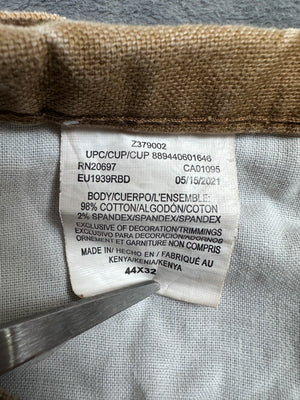 Z379002
UPC/CUP/CUP 889440601646
RN20697 CA01095
EU1939RBD 05/15/2021
BODY/CUERPO/L'ENSEMBLE:
98% COTTON/ALGODÓN/COTON
2% SPANDEX/SPANDEX/SPANDEX
EXCLUSIVE OF DECORATION/TRIMMINGS
EXCLUSIVO PARA DECORACIÓN/ADORNOS
ORNEMENT ET GARNITURE NON COMPRIS
MADE IN/ HECHO EN / FABRIQUÉ AU
KENYA/KENIA/KENYA
44X32